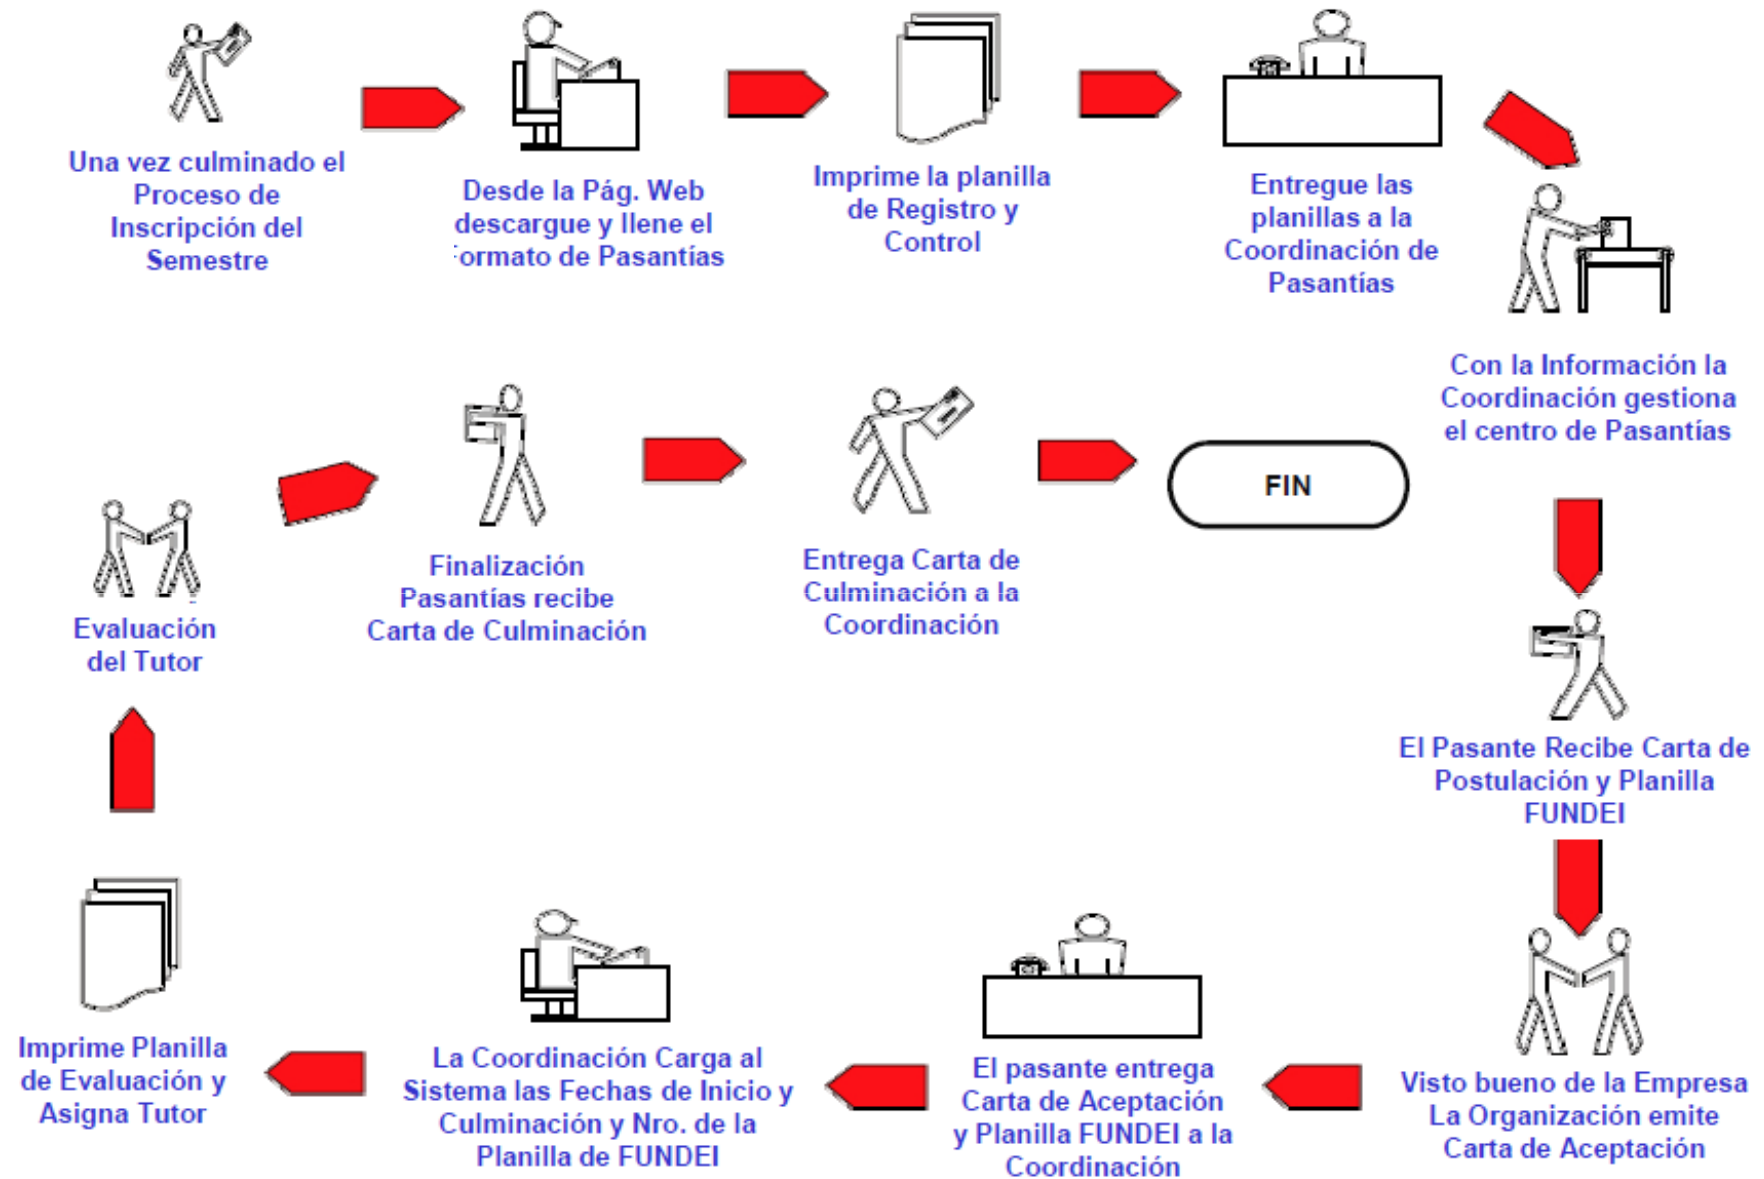 Una vez culminado el
Proceso de
Inscripción del
Semestre
Desde la Pág. Web
descargue y llene el
formato de Pasantías
Imprime la planilla
de Registro y
Control
Entregue las
planillas a la
Coordinación de
Pasantías
Con la Información la
Coordinación gestiona
el centro de Pasantías
El Pasante Recibe Carta de
Postulación y Planilla
FUNDEI
Visto bueno de la Empresa
La Organización emite
Carta de Aceptación
El pasante entrega
Carta de Aceptación
y Planilla FUNDEI a la
Coordinación
La Coordinación Carga al
Sistema las Fechas de Inicio y
Culminación y Nro. de la
Planilla de FUNDEI
Imprime Planilla
de Evaluación y
Asigna Tutor
Evaluación
del Tutor
Finalización
Pasantías recibe
Carta de Culminación
Entrega Carta de
Culminación a la
Coordinación
FIN